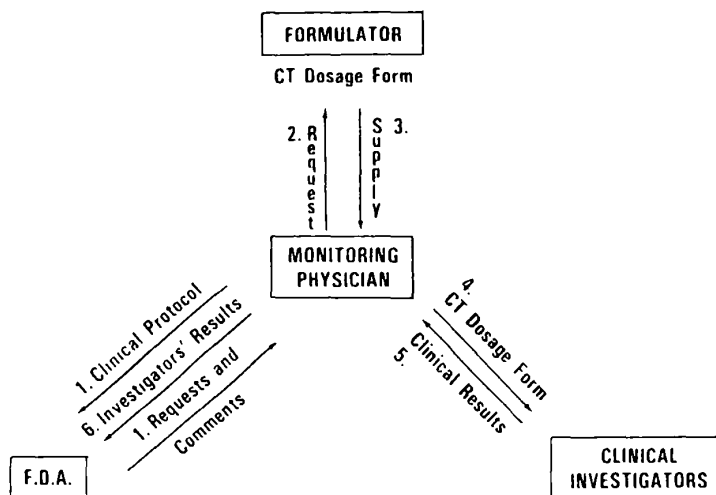 FORMULATOR
CT Dosage Form
2. Request
Supply 3.
MONITORING
PHYSICIAN
1. Clinical Protocol
6. Investigators' Results
1. Requests and
Comments
4.
CT Dosage Form
Clinical Results
5.
F.D.A.
CLINICAL
INVESTIGATORS